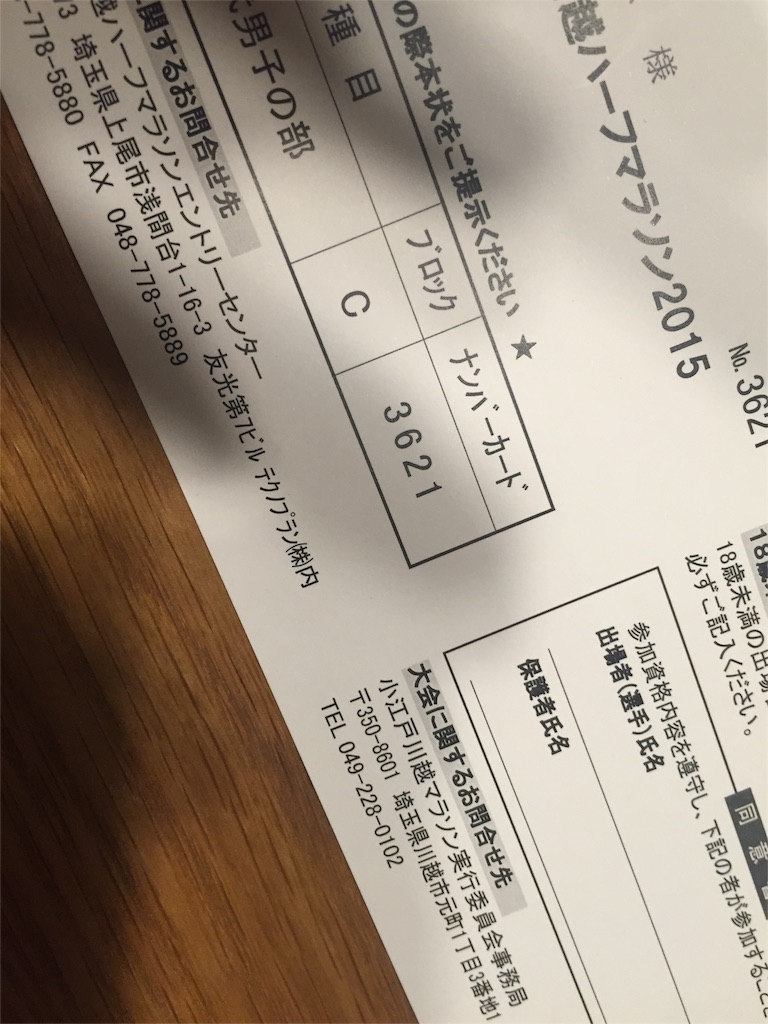 様
越ハーフマラソン2015
No. 3621
の際本状をご提示ください ★
種目
ブロック
ナンバーカード
男子の部
C
3621
関するお問合せ先
越ハーフマラソンエントリーセンター
埼玉県上尾市浅間台1-16-3 友光第7ビル テクノプラン㈱内
-778-5880 FAX 048-778-5889
18歳未満の出場
必ずご記入ください。
同意
参加資格内容を遵守し、下記の者が参加すること
出場者(選手)氏名
保護者氏名
大会に関するお問合せ先
小江戸川越マラソン実行委員会事務局
〒350-8601 埼玉県川越市元町1丁目3番地1
TEL 049-228-0102